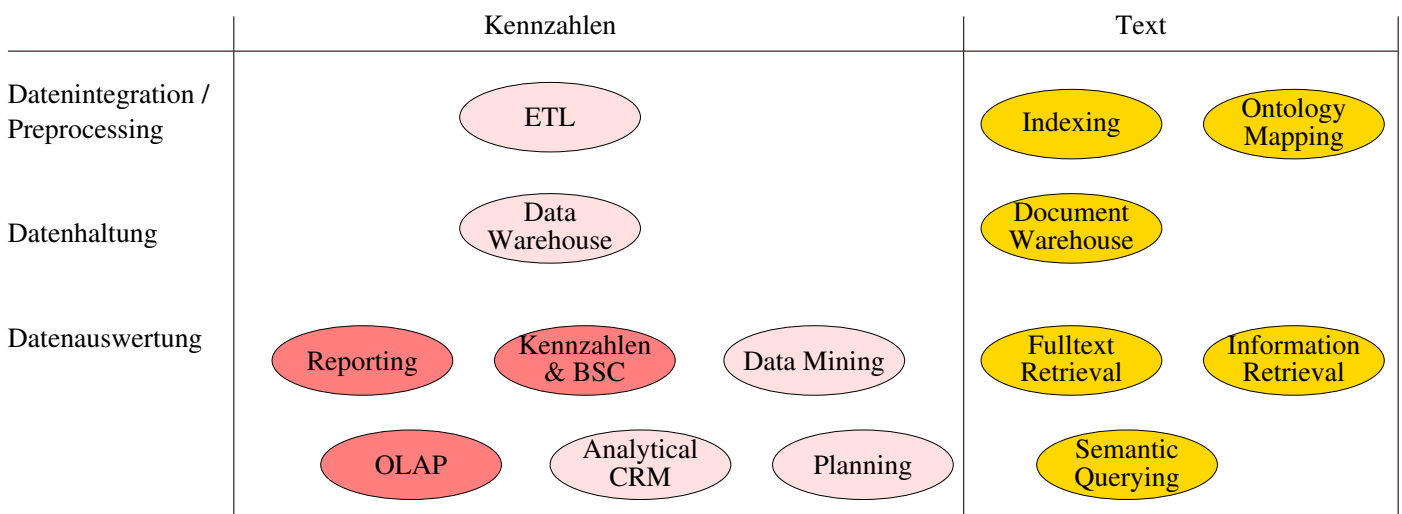 Kennzahlen
Text
Datenintegration /
Preprocessing
ETL
Indexing
Ontology
Mapping
Datenhaltung
Data
Warehouse
Document
Warehouse
Datenauswertung
Reporting
Kennzahlen
& BSC
Data Mining
Fulltext
Retrieval
Information
Retrieval
OLAP
Analytical
CRM
Planning
Semantic
Querying